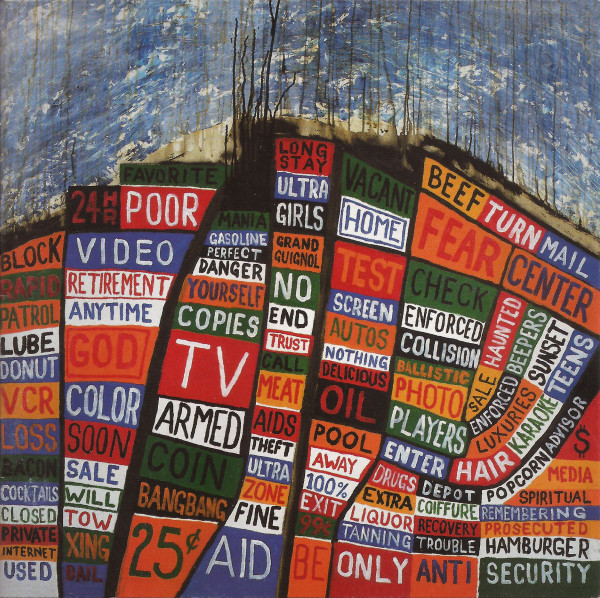 FAVORITE
24HR
POOR
BLOCK
RAPID
PATROL
LUBE
DONUT
VCR
LOSS
BACON
COCKTAILS
CLOSED
PRIVATE
INTERNET
USED
VIDEO
RETIREMENT
ANYTIME
GOD
COLOR
SOON
SALE
WILL
TOW
XING
BAIL
MANIA
GASOLINE
PERFECT
DANGER
YOURSELF
COPIES
TV
ARMED
COIN
BANGBANG
25¢
LONG
STAY
ULTRA
GIRLS
GRAND
GUIGNOL
NO
END
TRUST
CALL
MEAT
AIDS
THEFT
ULTRA
ZONE
FINE
AID
VACANT
HOME
TEST
SCREEN
AUTOS
NOTHING
DELICIOUS
OIL
POOL
AWAY
100%
EXIT
99¢
BE
BEEF
TURN
MAIL
FEAR
CENTER
CHECK
ENFORCED
COLLISION
BALLISTIC
PHOTO
PLAYERS
ENTER
DRUGS
EXTRA
LIQUOR
TANNING
ONLY
SALE
HAUNTED
ENFORCED
BEEPERS
LUXURIES
SUNSET
KARAOKE
TEENS
HAIR
POPCORN
ADVISOR
$
DEPOT
COIFFURE
RECOVERY
TROUBLE
ANTI
MEDIA
SPIRITUAL
REMEMBERING
PROSECUTED
HAMBURGER
SECURITY